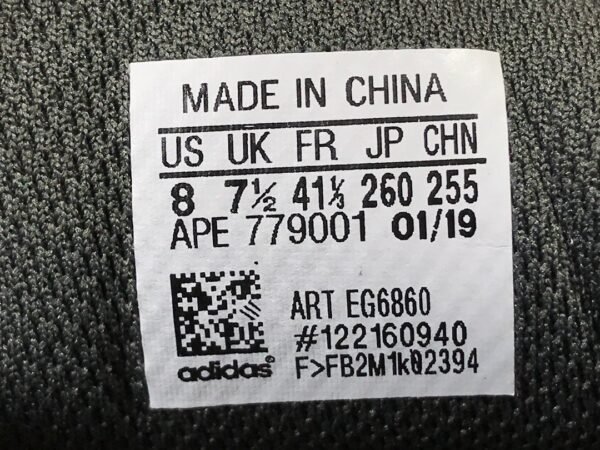 MADE IN CHINA
US UK FR JP CHN
8 7½ 41⅓ 260 255
APE 779001 01/19
ART EG6860
#122160940
adidas F>FB2M1k02394